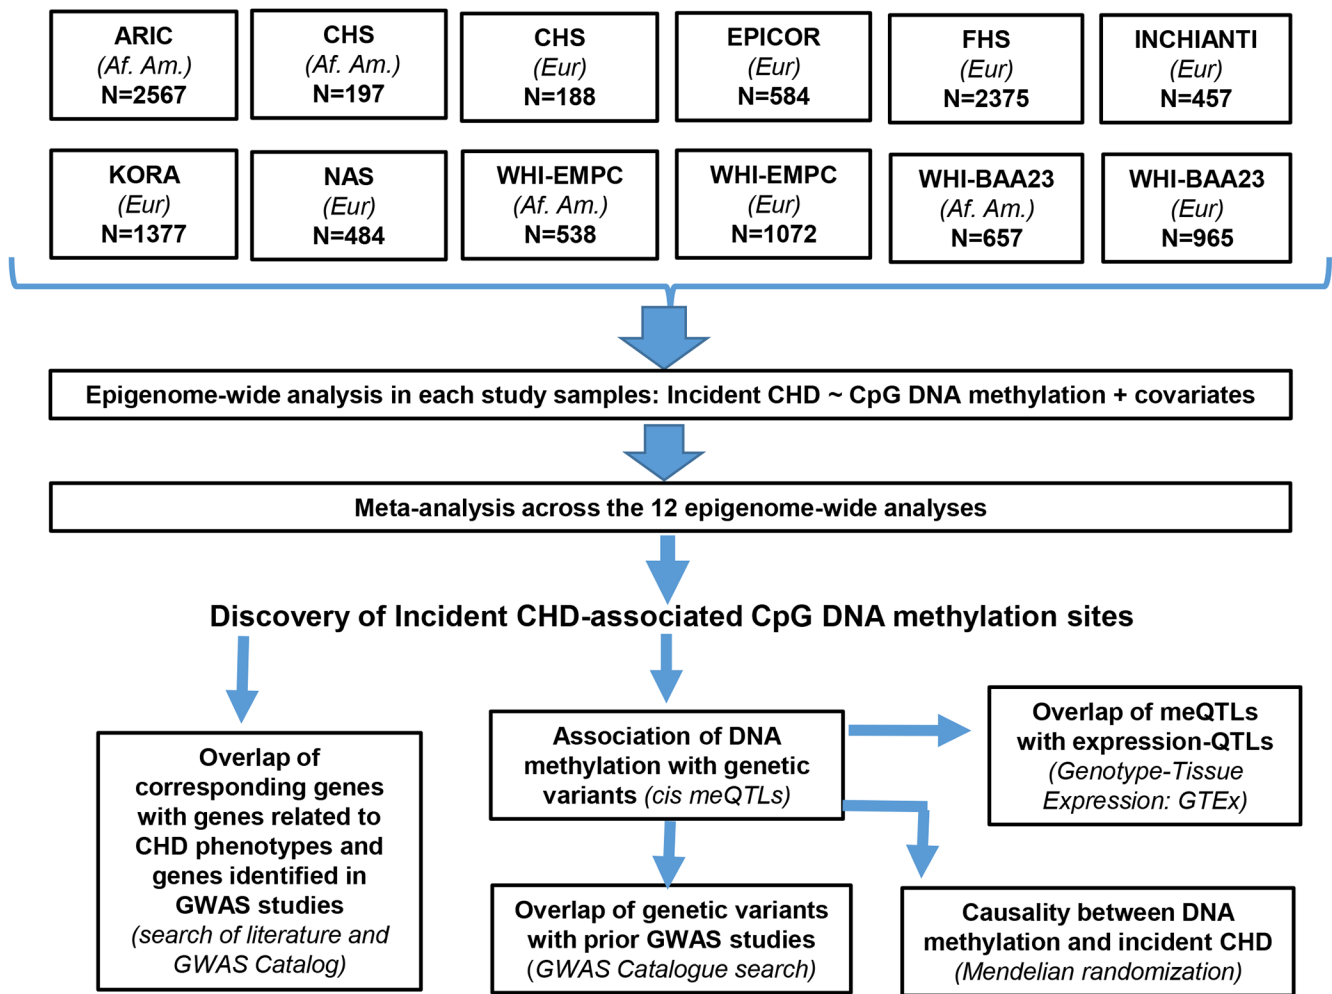 ARIC
(Af. Am.)
N=2567
CHS
(Af. Am.)
N=197
CHS
(Eur)
N=188
EPICOR
(Eur)
N=584
FHS
(Eur)
N=2375
INCHIANTI
(Eur)
N=457
KORA
(Eur)
N=1377
NAS
(Eur)
N=484
WHI-EMPC
(Af. Am.)
N=538
WHI-EMPC
(Eur)
N=1072
WHI-BAA23
(Af. Am.)
N=657
WHI-BAA23
(Eur)
N=965
Epigenome-wide analysis in each study samples: Incident CHD ~ CpG DNA methylation + covariates
Meta-analysis across the 12 epigenome-wide analyses
Discovery of Incident CHD-associated CpG DNA methylation sites
Overlap of
corresponding genes
with genes related to
CHD phenotypes and
genes identified in
GWAS studies
(search of literature and
GWAS Catalog)
Association of DNA
methylation with genetic
variants (cis meQTLs)
Overlap of meQTLs
with expression-QTLs
(Genotype-Tissue
Expression: GTEx)
Overlap of genetic variants
with prior GWAS studies
(GWAS Catalogue search)
Causality between DNA
methylation and incident CHD
(Mendelian randomization)